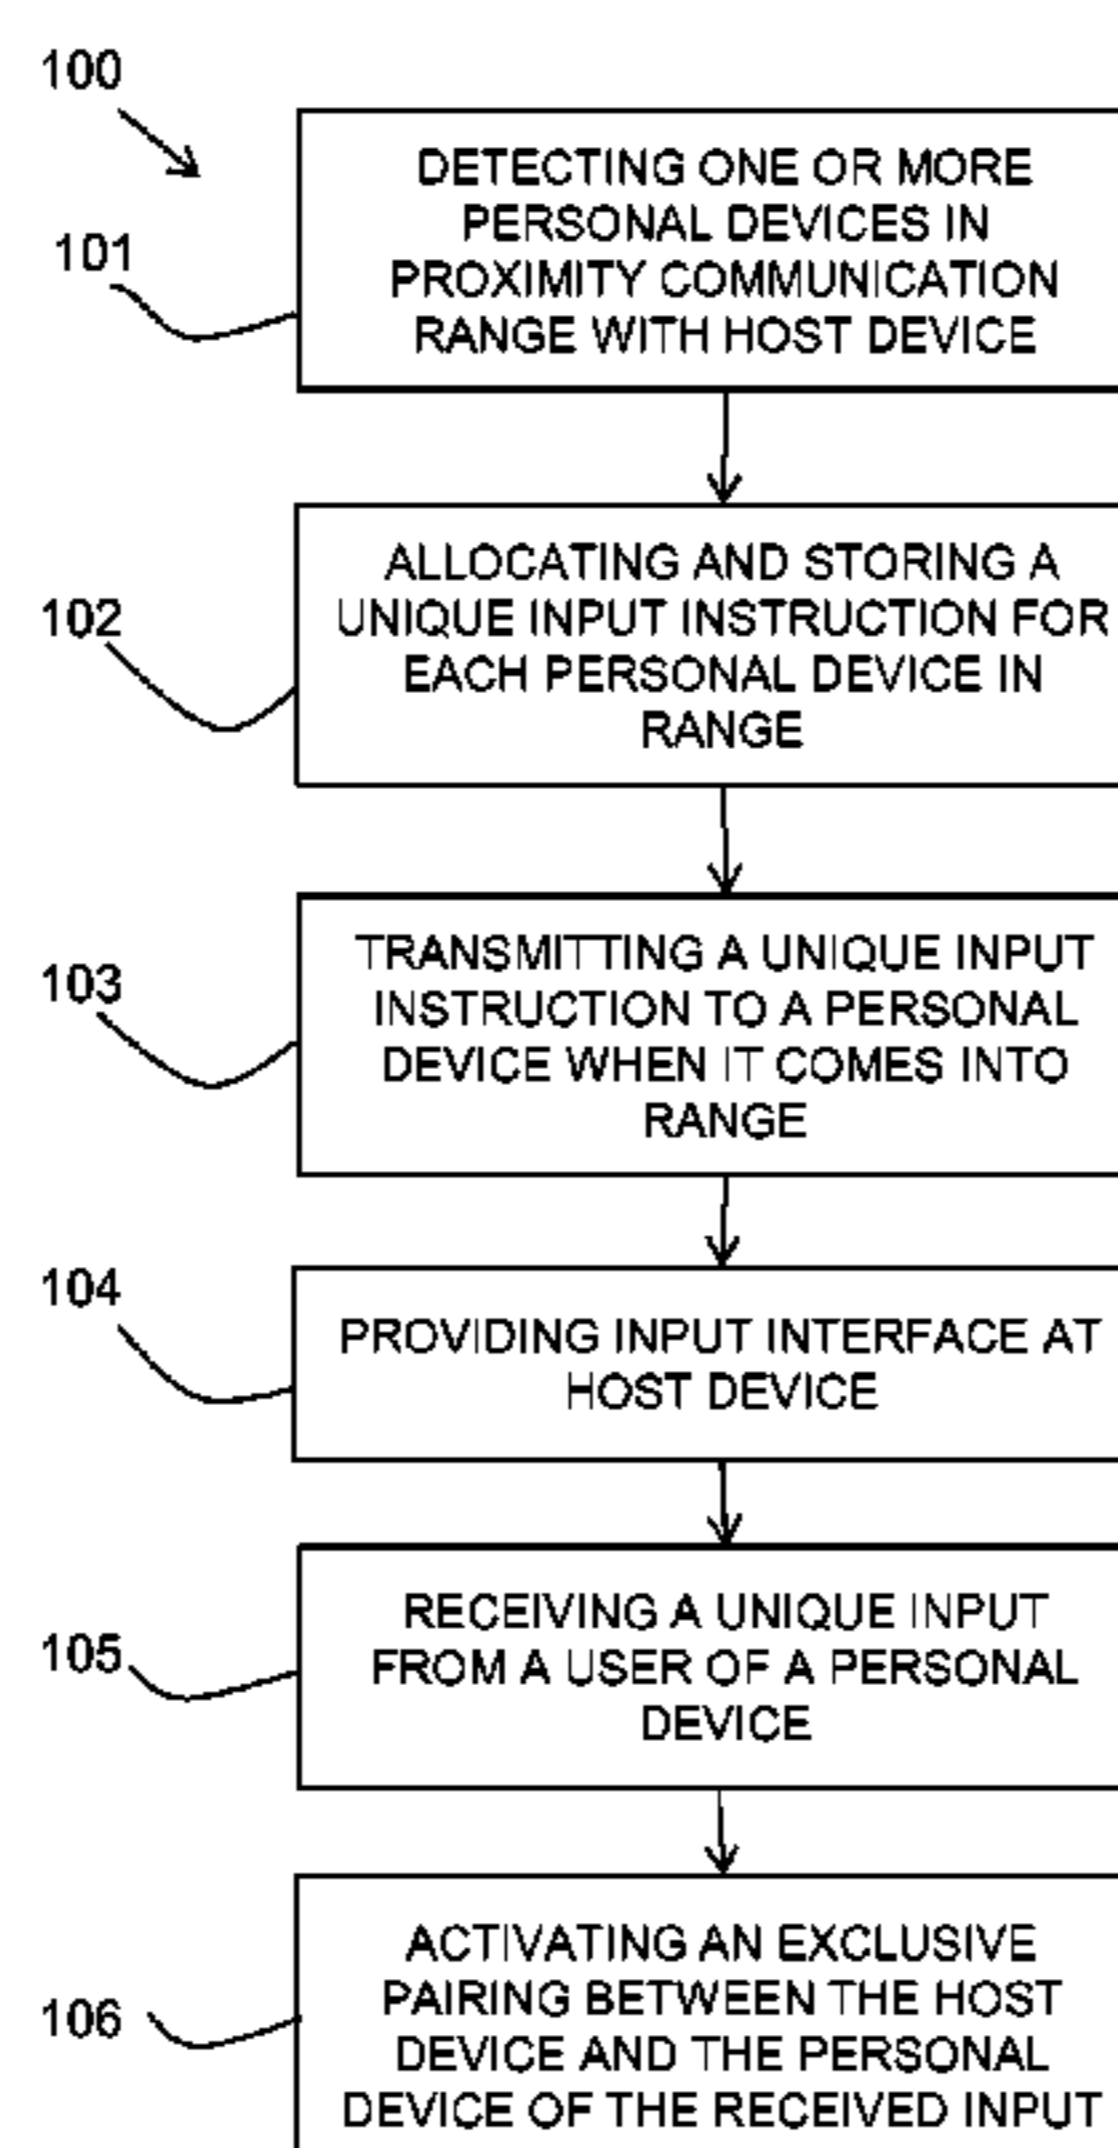 100
101
DETECTING ONE OR MORE
PERSONAL DEVICES IN
PROXIMITY COMMUNICATION
RANGE WITH HOST DEVICE
102
ALLOCATING AND STORING A
UNIQUE INPUT INSTRUCTION FOR
EACH PERSONAL DEVICE IN
RANGE
103
TRANSMITTING A UNIQUE INPUT
INSTRUCTION TO A PERSONAL
DEVICE WHEN IT COMES INTO
RANGE
104
PROVIDING INPUT INTERFACE AT
HOST DEVICE
105
RECEIVING A UNIQUE INPUT
FROM A USER OF A PERSONAL
DEVICE
106
ACTIVATING AN EXCLUSIVE
PAIRING BETWEEN THE HOST
DEVICE AND THE PERSONAL
DEVICE OF THE RECEIVED INPUT